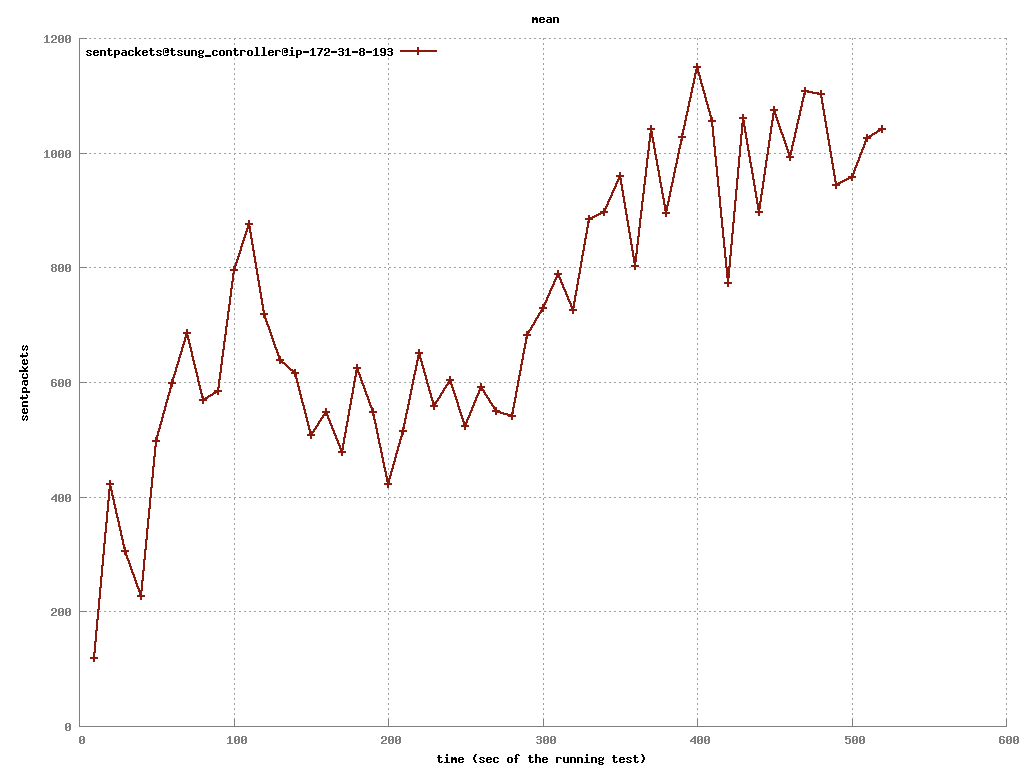 mean
1200
sentpackets@tsung_controller@ip-172-31-8-193
1000
800
sentpackets
600
400
200
0
0 100 200 300 400 500 600
time (sec of the running test)